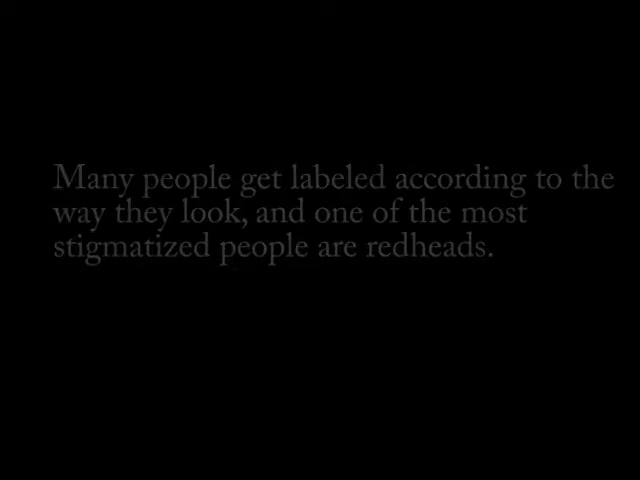 Many people get labeled according to the
way they look, and one of the most
stigmatized people are redheads.